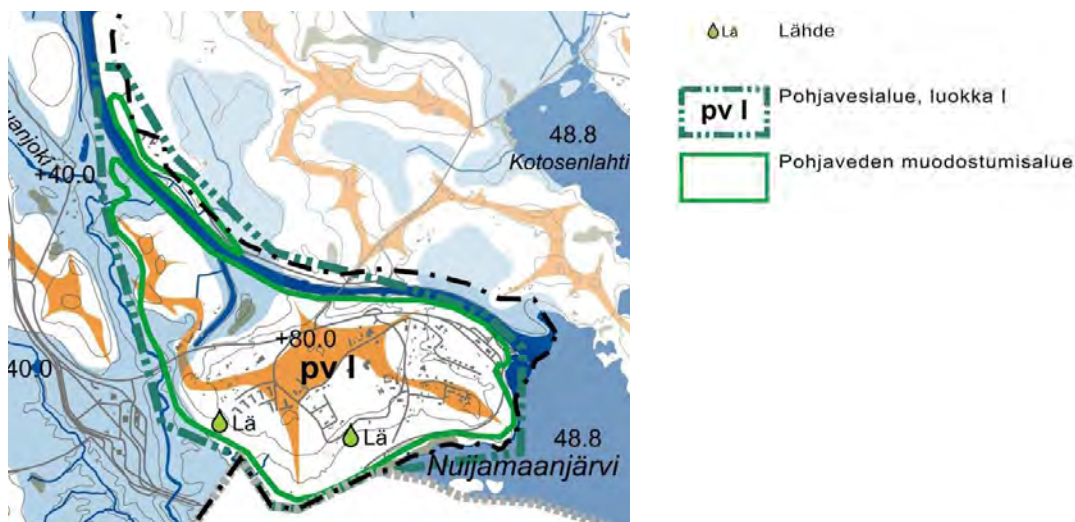 48.8
Kotosenlahti
uanjoki
+40.0
+80.0
40.0
pv I
Lä
Lä
48.8
Nuijamaanjärvi
Lä Lähde
pv I Pohjavesialue, luokka I
Pohjaveden muodostumisalue